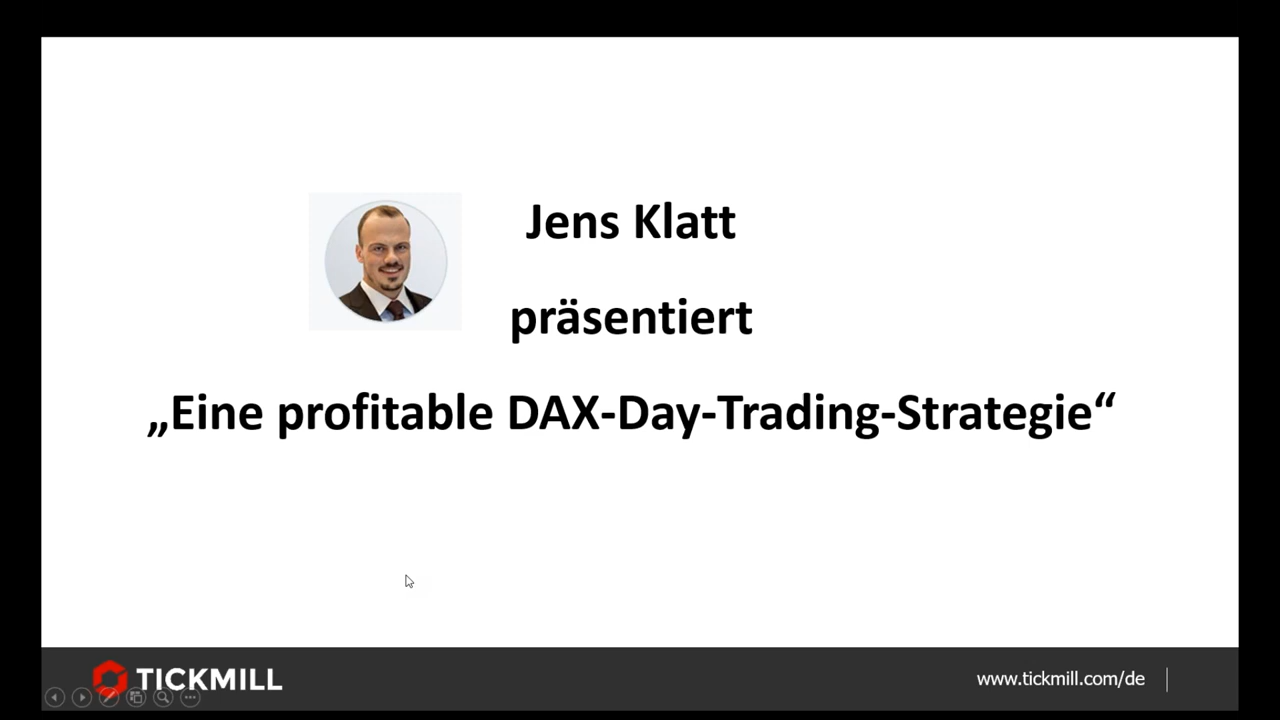 Jens Klatt
präsentiert
„Eine profitable DAX-Day-Trading-Strategie“
TICKMILL
www.tickmill.com/de